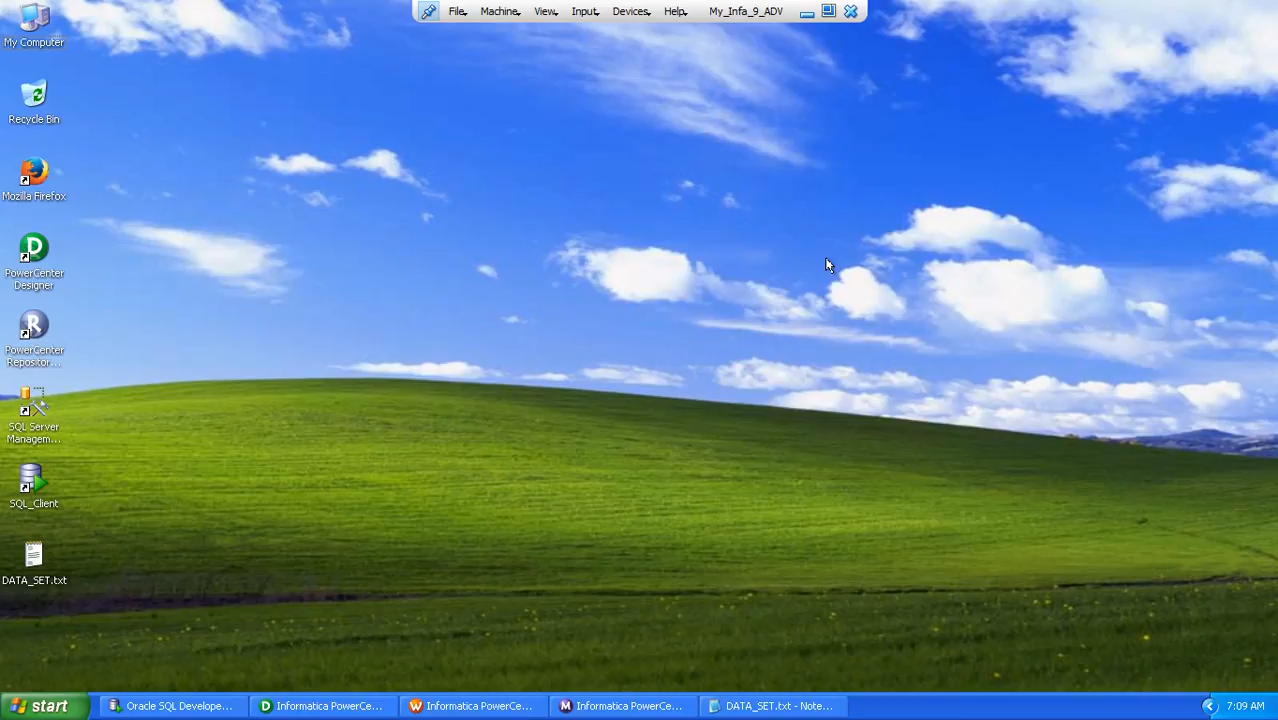 File Machine View Input Devices Help My_Infa_9_ADV
My Computer
Recycle Bin
Mozilla Firefox
PowerCenter
Designer
PowerCenter
Repositor...
SQL Server
Managem...
SQL_Client
DATA_SET.txt
start Oracle SQL Develope... Informatica PowerCe... Informatica PowerCe... Informatica PowerCe... DATA_SET.txt - Note... 7:09 AM